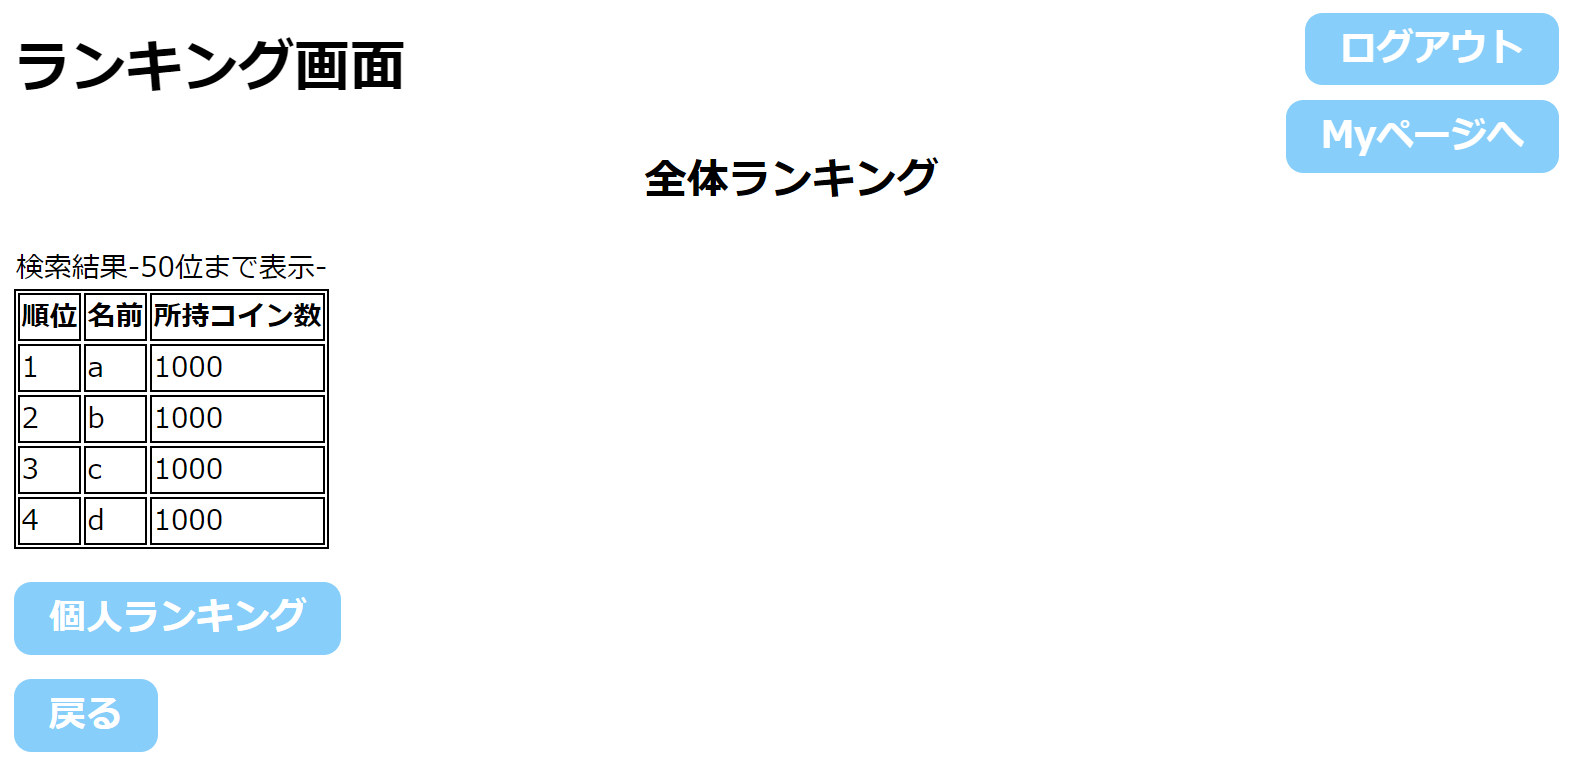 ランキング画面
ログアウト
Myページへ
全体ランキング
検索結果-50位まで表示-
順位 名前 所持コイン数
1 a 1000
2 b 1000
3 c 1000
4 d 1000
個人ランキング
戻る